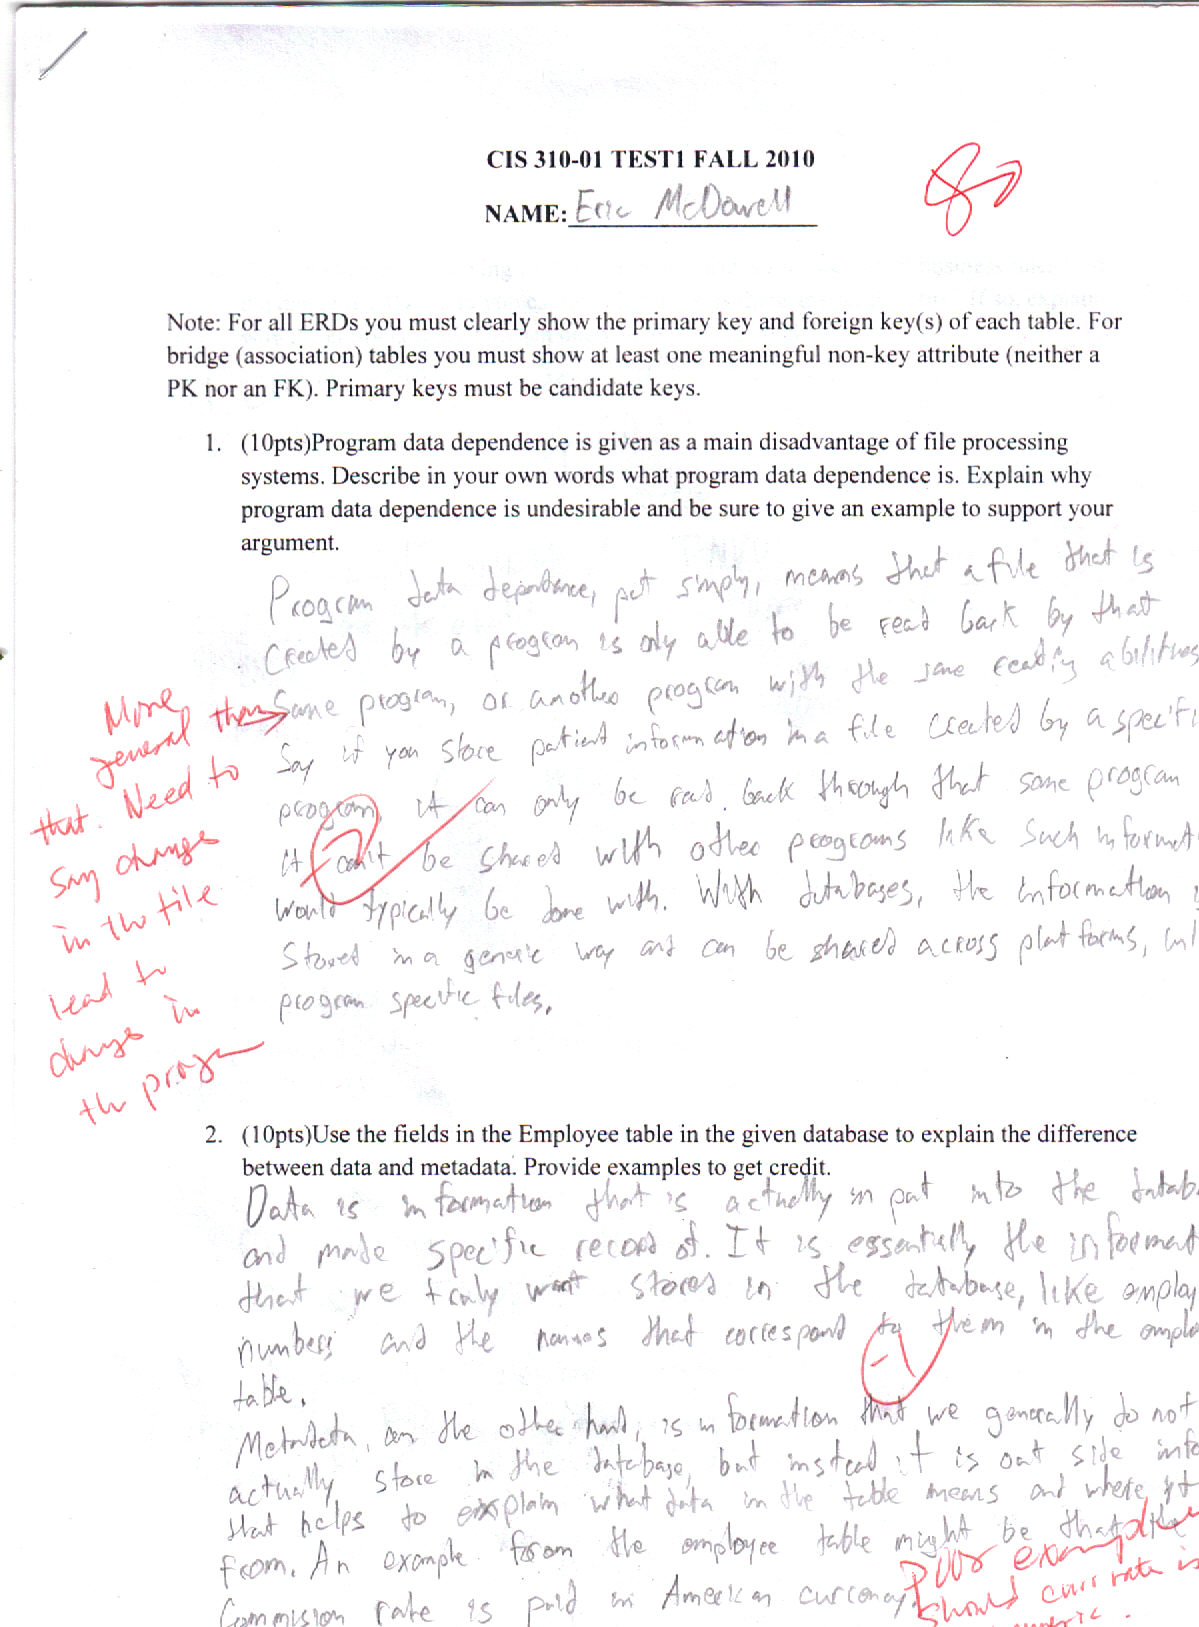 CIS 310-01 TEST1 FALL 2010
80
NAME: Eric McDowell
Note: For all ERDs you must clearly show the primary key and foreign key(s) of each table. For
bridge (association) tables you must show at least one meaningful non-key attribute (neither a
PK nor an FK). Primary keys must be candidate keys.
1. (10pts)Program data dependence is given as a main disadvantage of file processing
systems. Describe in your own words what program data dependence is. Explain why
program data dependence is undesirable and be sure to give an example to support your
argument.
Program data dependence, put simply, means that a file that is
created by a program is only able to be read back by that
same program, or another program with the same reading abilities
Say if you store patient information in a file created by a specifi
program, it can only be read back through that same program
it can't be shared with other programs like such informat
would typically be done with. With databases, the information
stored in a generic way and can be shared across platforms, unl
program specific files.
More
general than
that. Need to
say changes
in the file
lead to
changes in
the program
-2
2. (10pts)Use the fields in the Employee table in the given database to explain the difference
between data and metadata. Provide examples to get credit.
Data is information that is actually in put into the datab
and made specific record of. It is essentially the informat
that we truly want stored in the database, like employ
numbers and the names that correspond to them in the emplo
table.
-1
Metadata, on the other hand, is information that we generally do not
actually store in the database, but instead it is out side info
that helps to explain what data in the table means and where it
from. An example from the employee table might be that the
Commision rate is paid in American currency.
Poor example
should comm rate is
numeric.